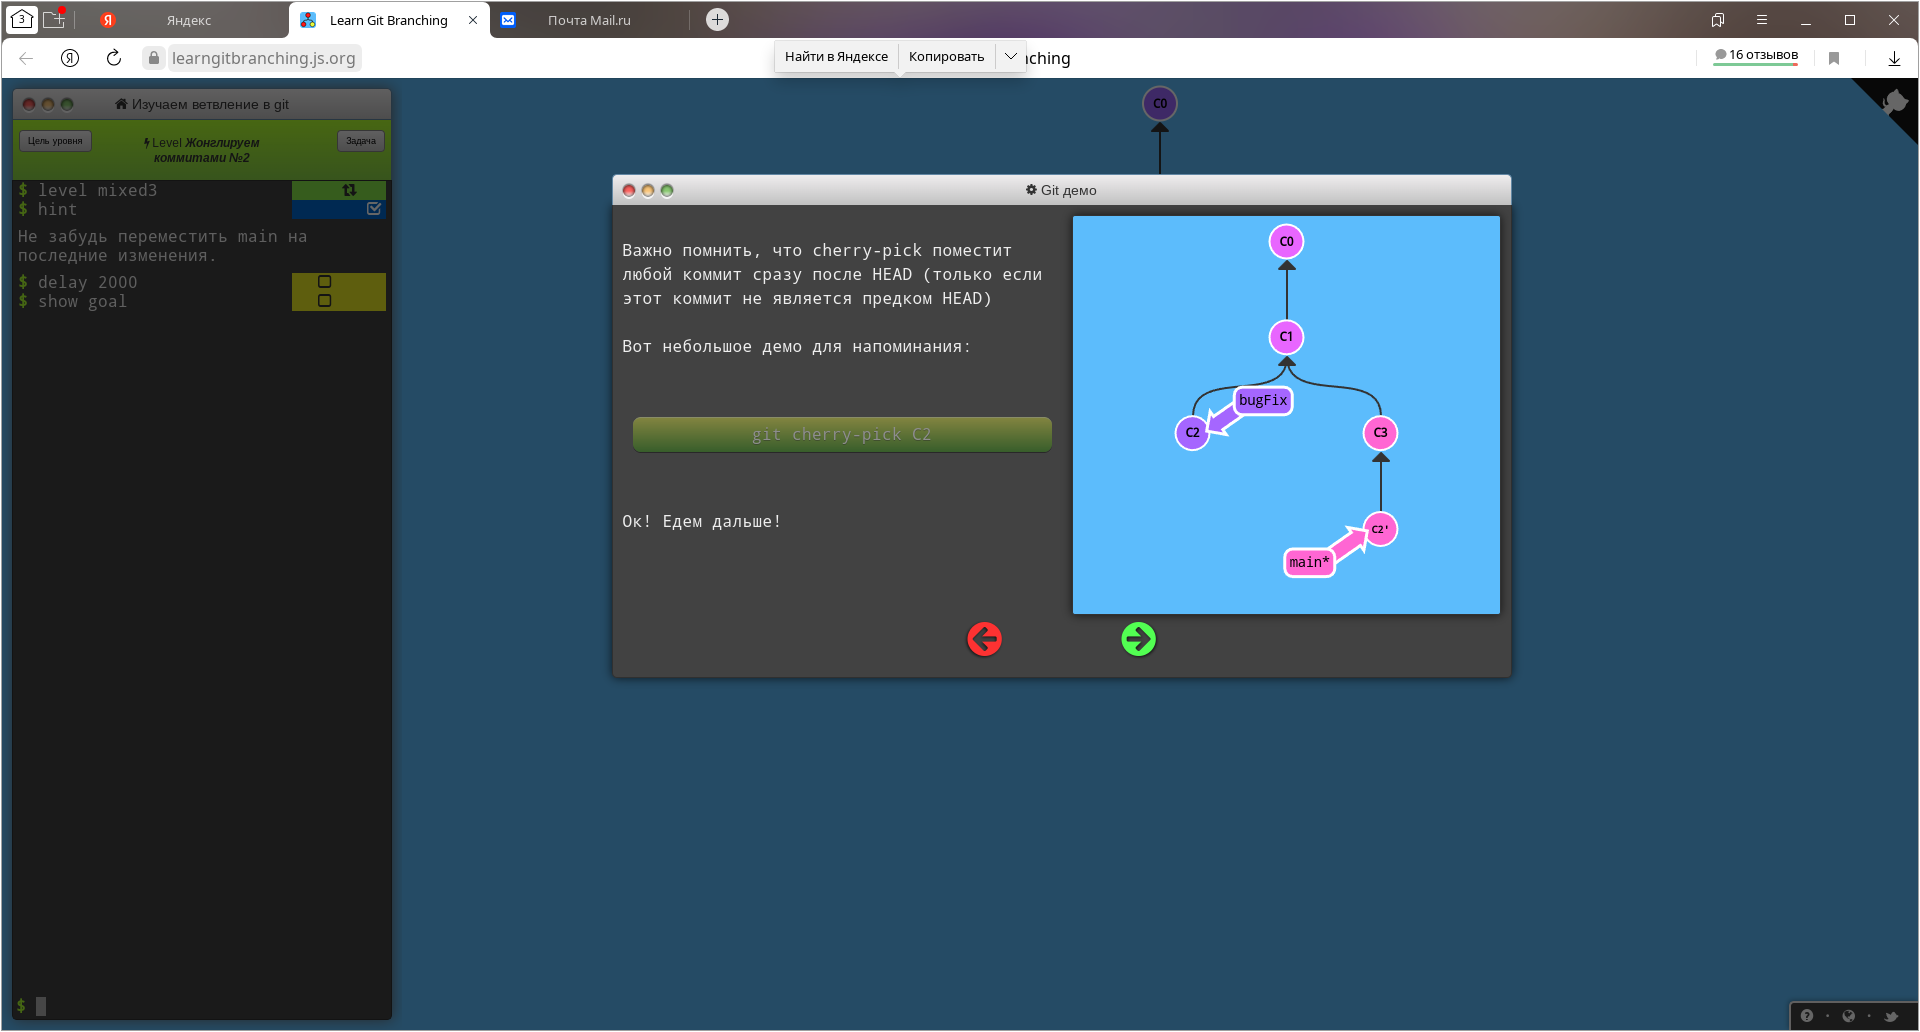 3
Яндекс
Learn Git Branching
Почта Mail.ru
learngitbranching.js.org
Найти в Яндексе
Копировать
ching
16 отзывов
Изучаем ветвление в git
Цель уровня
Level Жонглируем
коммитами №2
Задача
$ level mixed3
$ hint
Не забудь переместить main на
последние изменения.
$ delay 2000
$ show goal
$
C0
Git демо
Важно помнить, что cherry-pick поместит
любой коммит сразу после HEAD (только если
этот коммит не является предком HEAD)
Вот небольшое демо для напоминания:
git cherry-pick C2
Ок! Едем дальше!
C0
C1
bugFix
C2
C3
C2'
main*